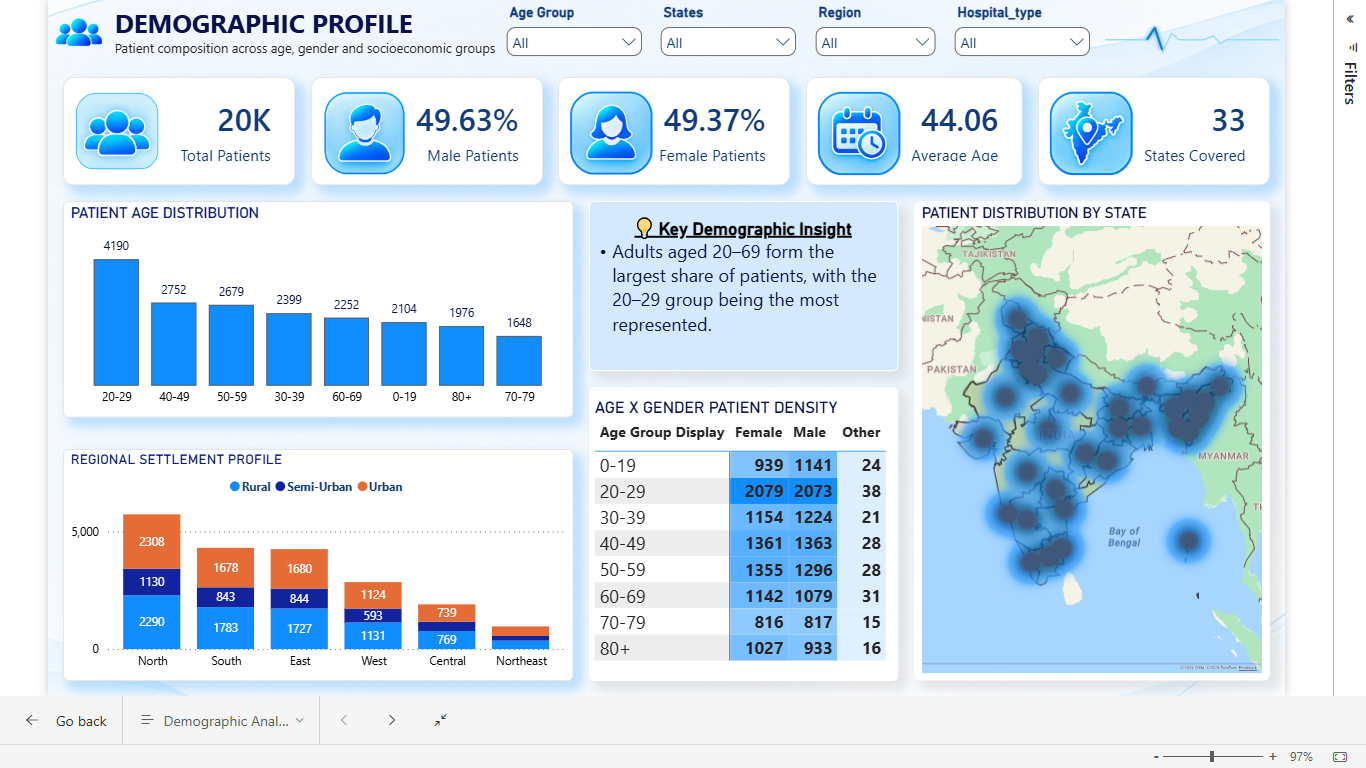 DEMOGRAPHIC PROFILE
Patient composition across age, gender and socioeconomic groups
Age Group
All
States
All
Region
All
Hospital_type
All
Filters
20K
Total Patients
49.63%
Male Patients
49.37%
Female Patients
44.06
Average Age
33
States Covered
PATIENT AGE DISTRIBUTION
4190
2752
2679
2399
2252
2104
1976
1648
20-29
40-49
50-59
30-39
60-69
0-19
80+
70-79
Key Demographic Insight
• Adults aged 20–69 form the
largest share of patients, with the
20–29 group being the most
represented.
PATIENT DISTRIBUTION BY STATE
TAJIKISTAN
NISTAN
PAKISTAN
INDIA
MYANMAR
TH
Bay of
Bengal
REGIONAL SETTLEMENT PROFILE
Rural Semi-Urban Urban
5,000
0
2308
1130
2290
1678
843
1783
1680
844
1727
1124
593
1131
739
769
North South East West Central Northeast
AGE X GENDER PATIENT DENSITY
Age Group Display Female Male Other
0-19 939 1141 24
20-29 2079 2073 38
30-39 1154 1224 21
40-49 1361 1363 28
50-59 1355 1296 28
60-69 1142 1079 31
70-79 816 817 15
80+ 1027 933 16
Go back
Demographic Anal...
- + 97%